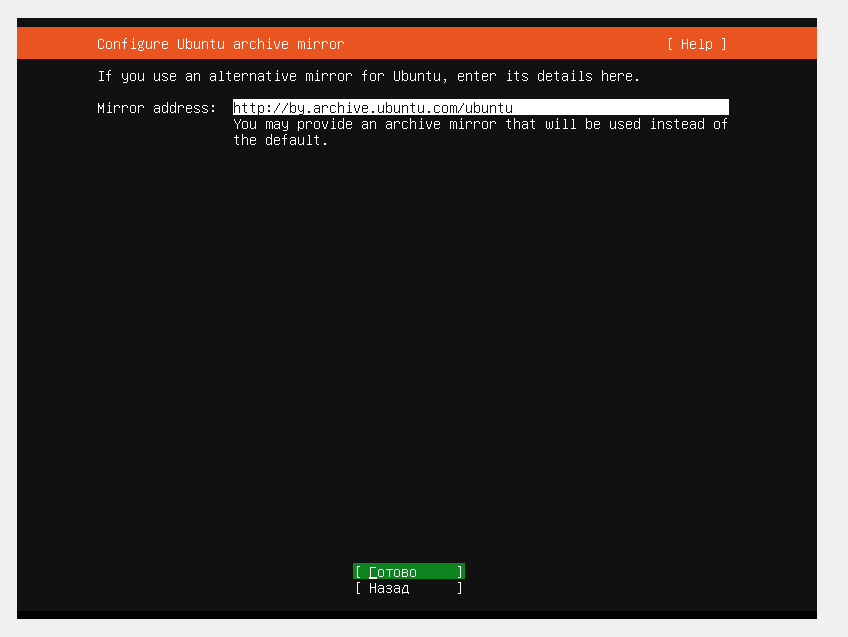 Configure Ubuntu archive mirror [ Help ]
If you use an alternative mirror for Ubuntu, enter its details here.
Mirror address: http://by.archive.ubuntu.com/ubuntu
You may provide an archive mirror that will be used instead of
the default.
[ Готово ]
[ Назад ]